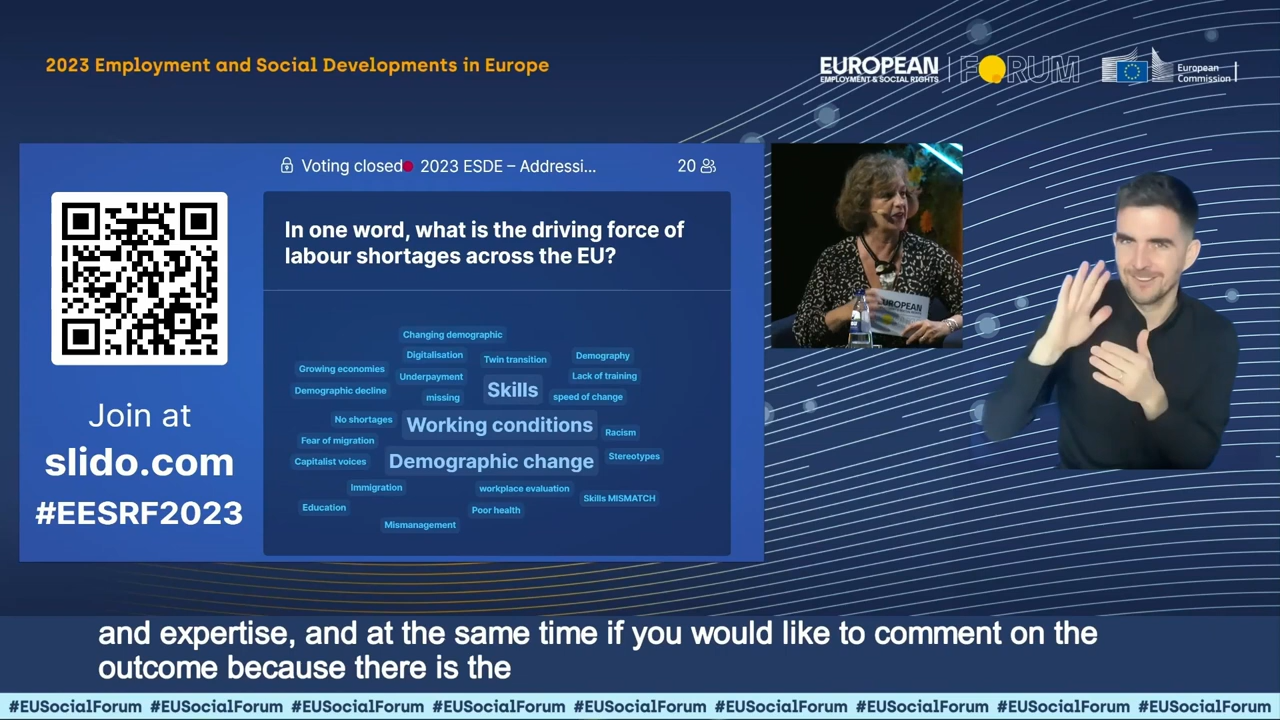 2023 Employment and Social Developments in Europe
EUROPEAN
EMPLOYMENT & SOCIAL RIGHTS
FORUM
European
Commission
Voting closed
2023 ESDE – Addressi...
20
Join at
slido.com
#EESRF2023
In one word, what is the driving force of
labour shortages across the EU?
Changing demographic
Digitalisation
Twin transition
Demography
Growing economies
Underpayment
Lack of training
Demographic decline
missing
Skills
speed of change
No shortages
Working conditions
Racism
Fear of migration
Capitalist voices
Demographic change
Stereotypes
Immigration
workplace evaluation
Skills MISMATCH
Education
Poor health
Mismanagement
EUROPEAN
and expertise, and at the same time if you would like to comment on the
outcome because there is the
#EUSocialForum #EUSocialForum #EUSocialForum #EUSocialForum #EUSocialForum #EUSocialForum #EUSocialForum #EUSocialForum #EUSocialForum